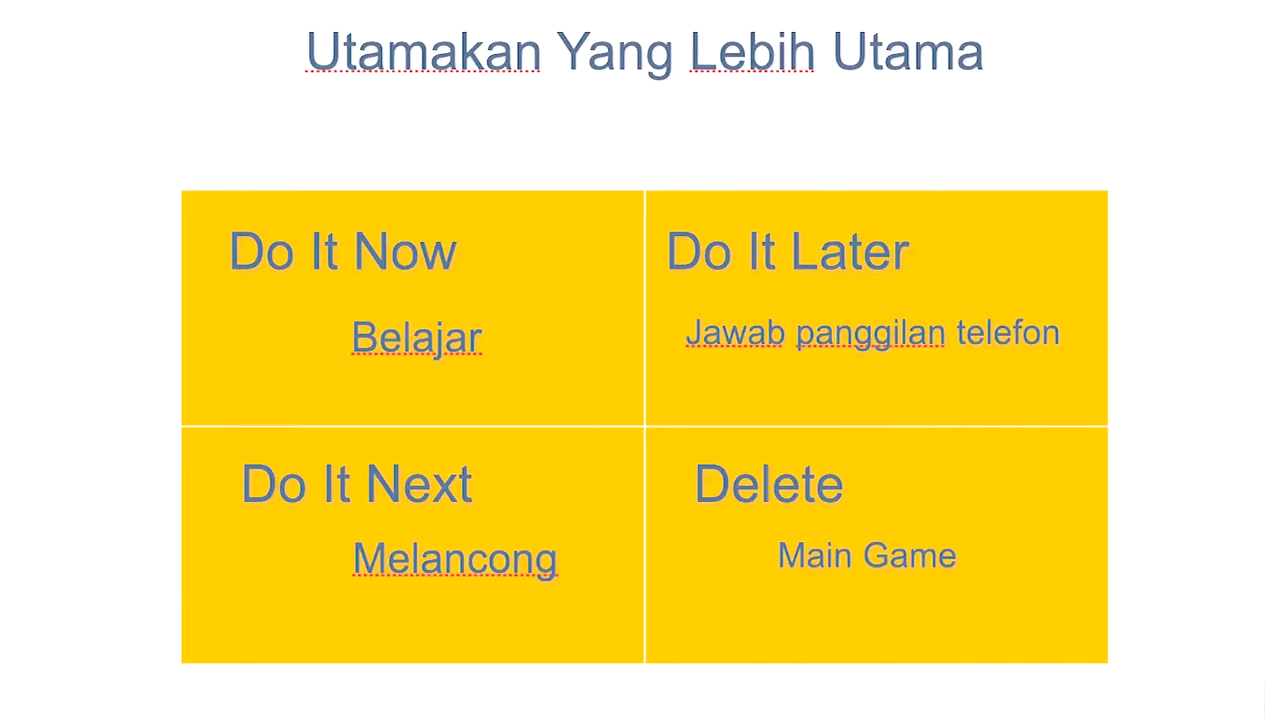 Utamakan Yang Lebih Utama
Do It Now
Belajar
Do It Later
Jawab panggilan telefon
Do It Next
Melancong
Delete
Main Game